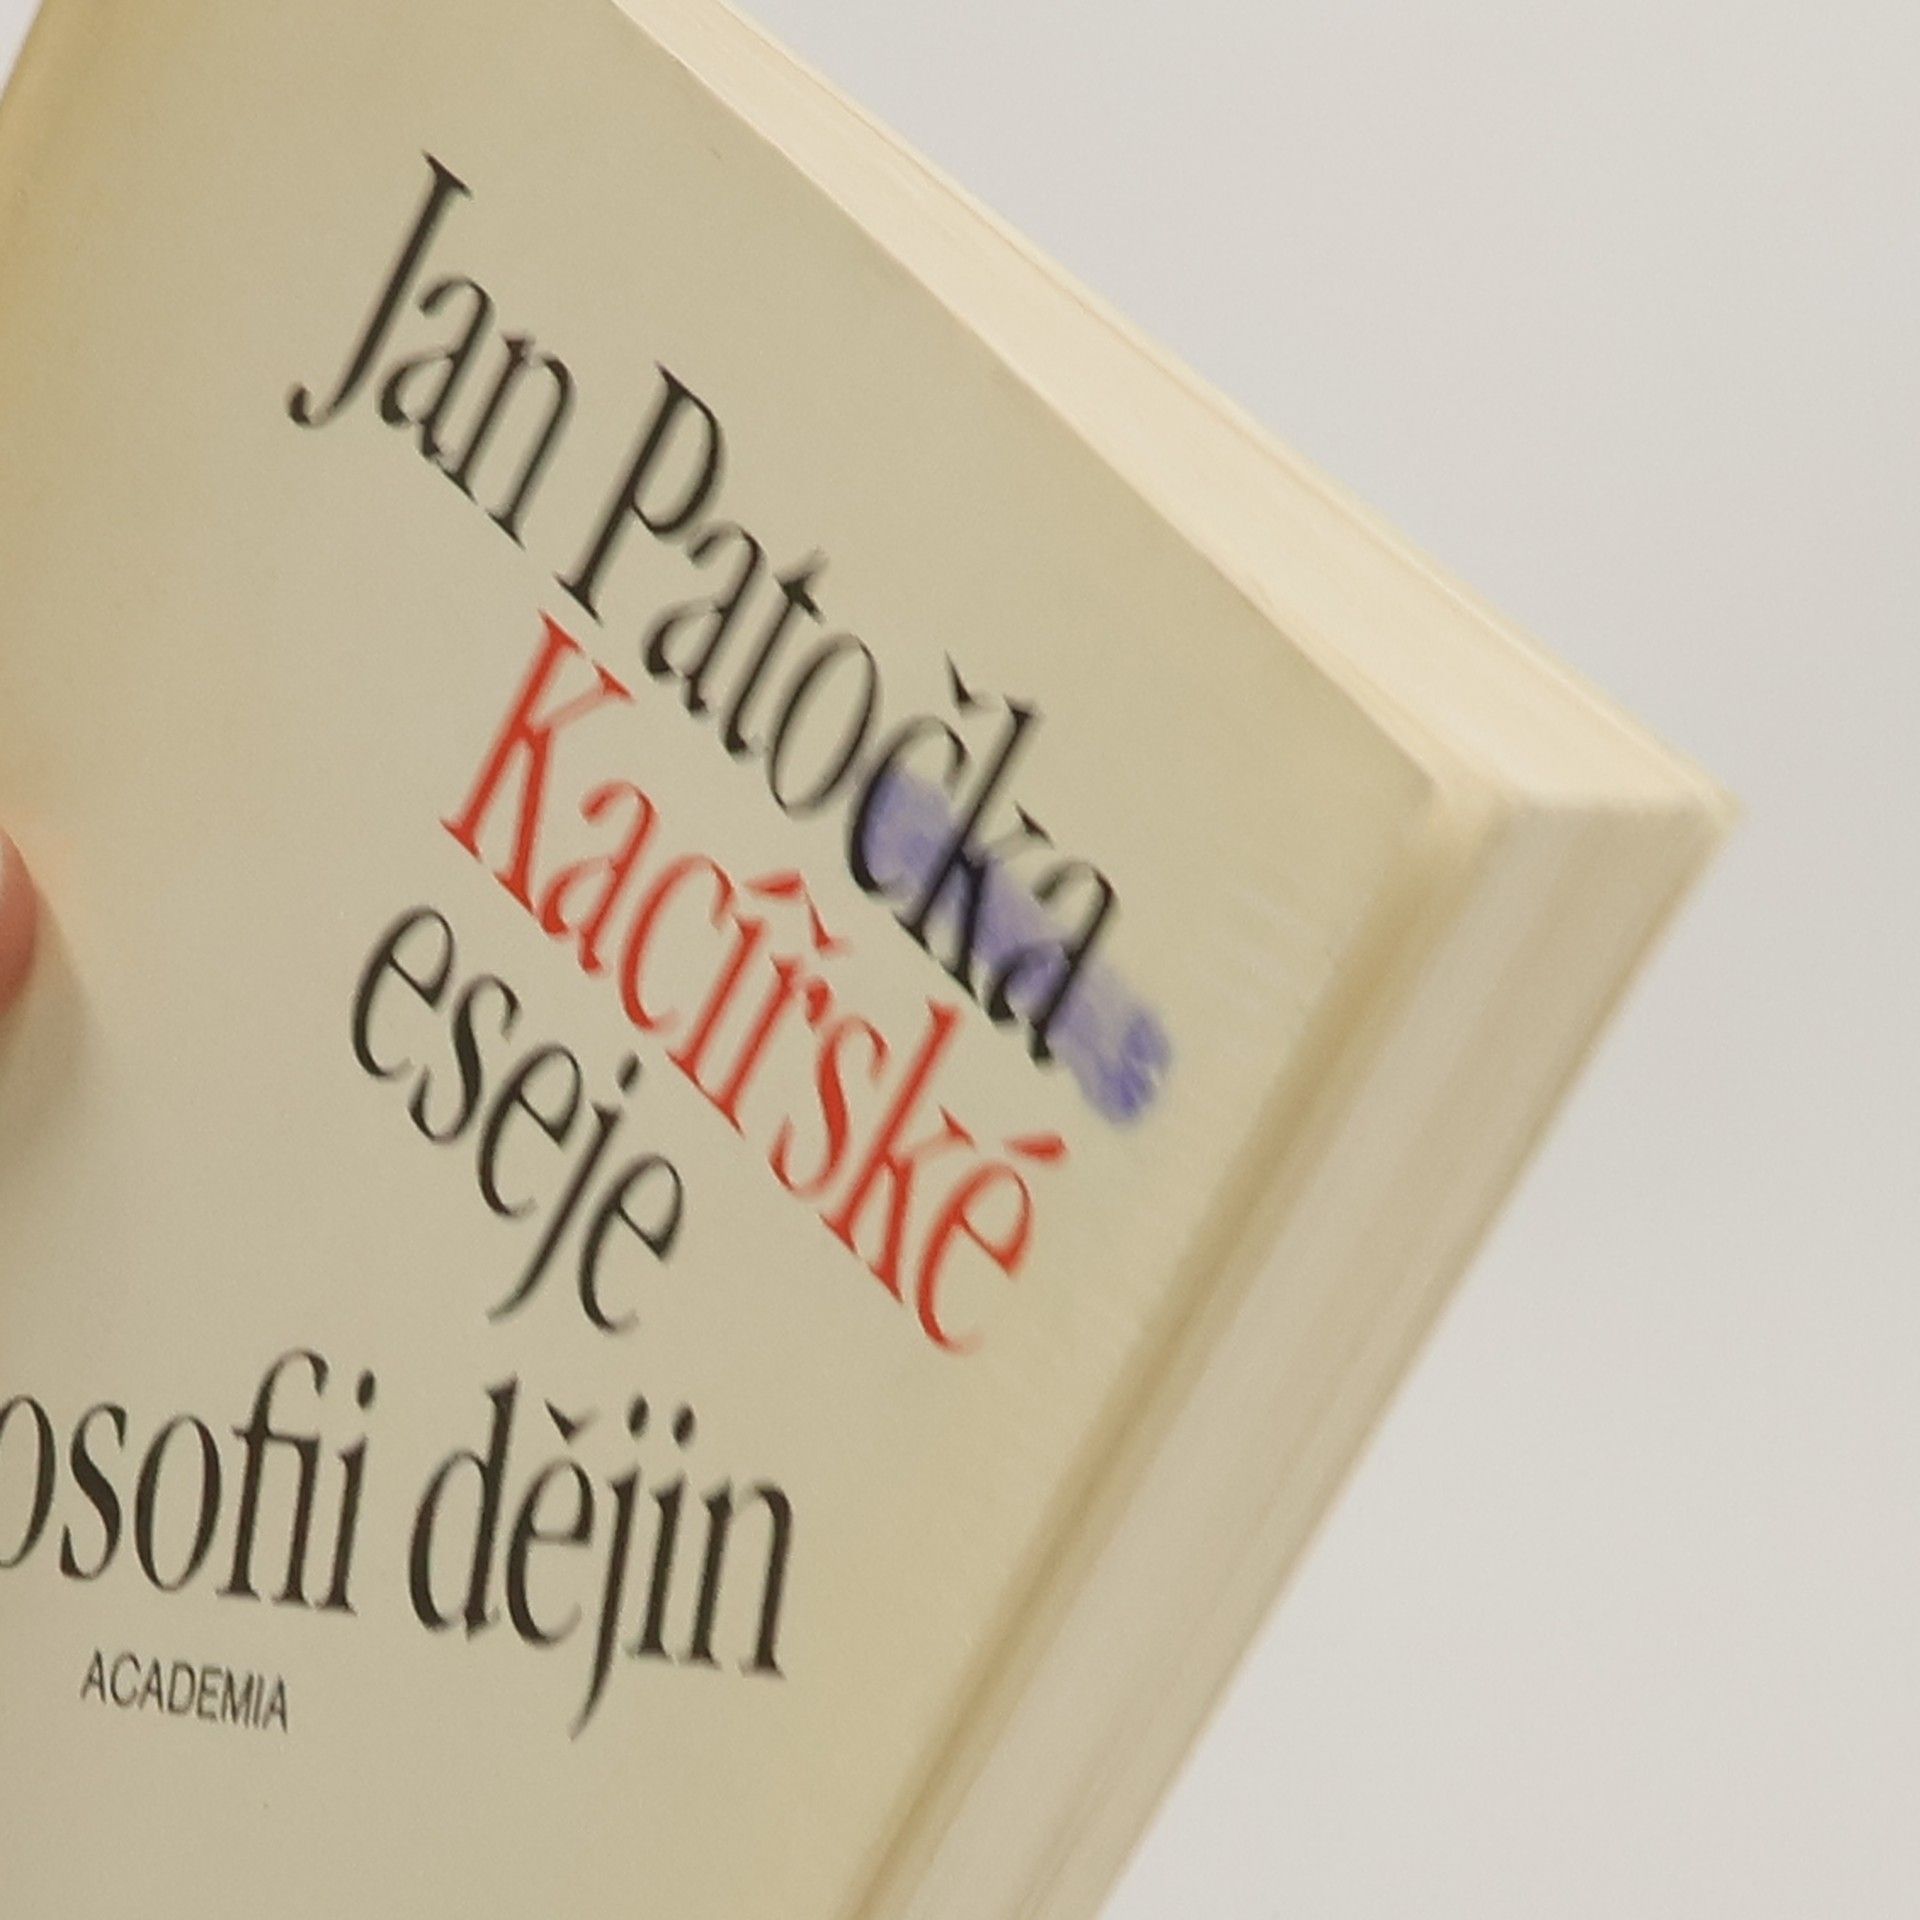 Jan Patočka
Kacířské
eseje
osofii dějin
ACADEMIA